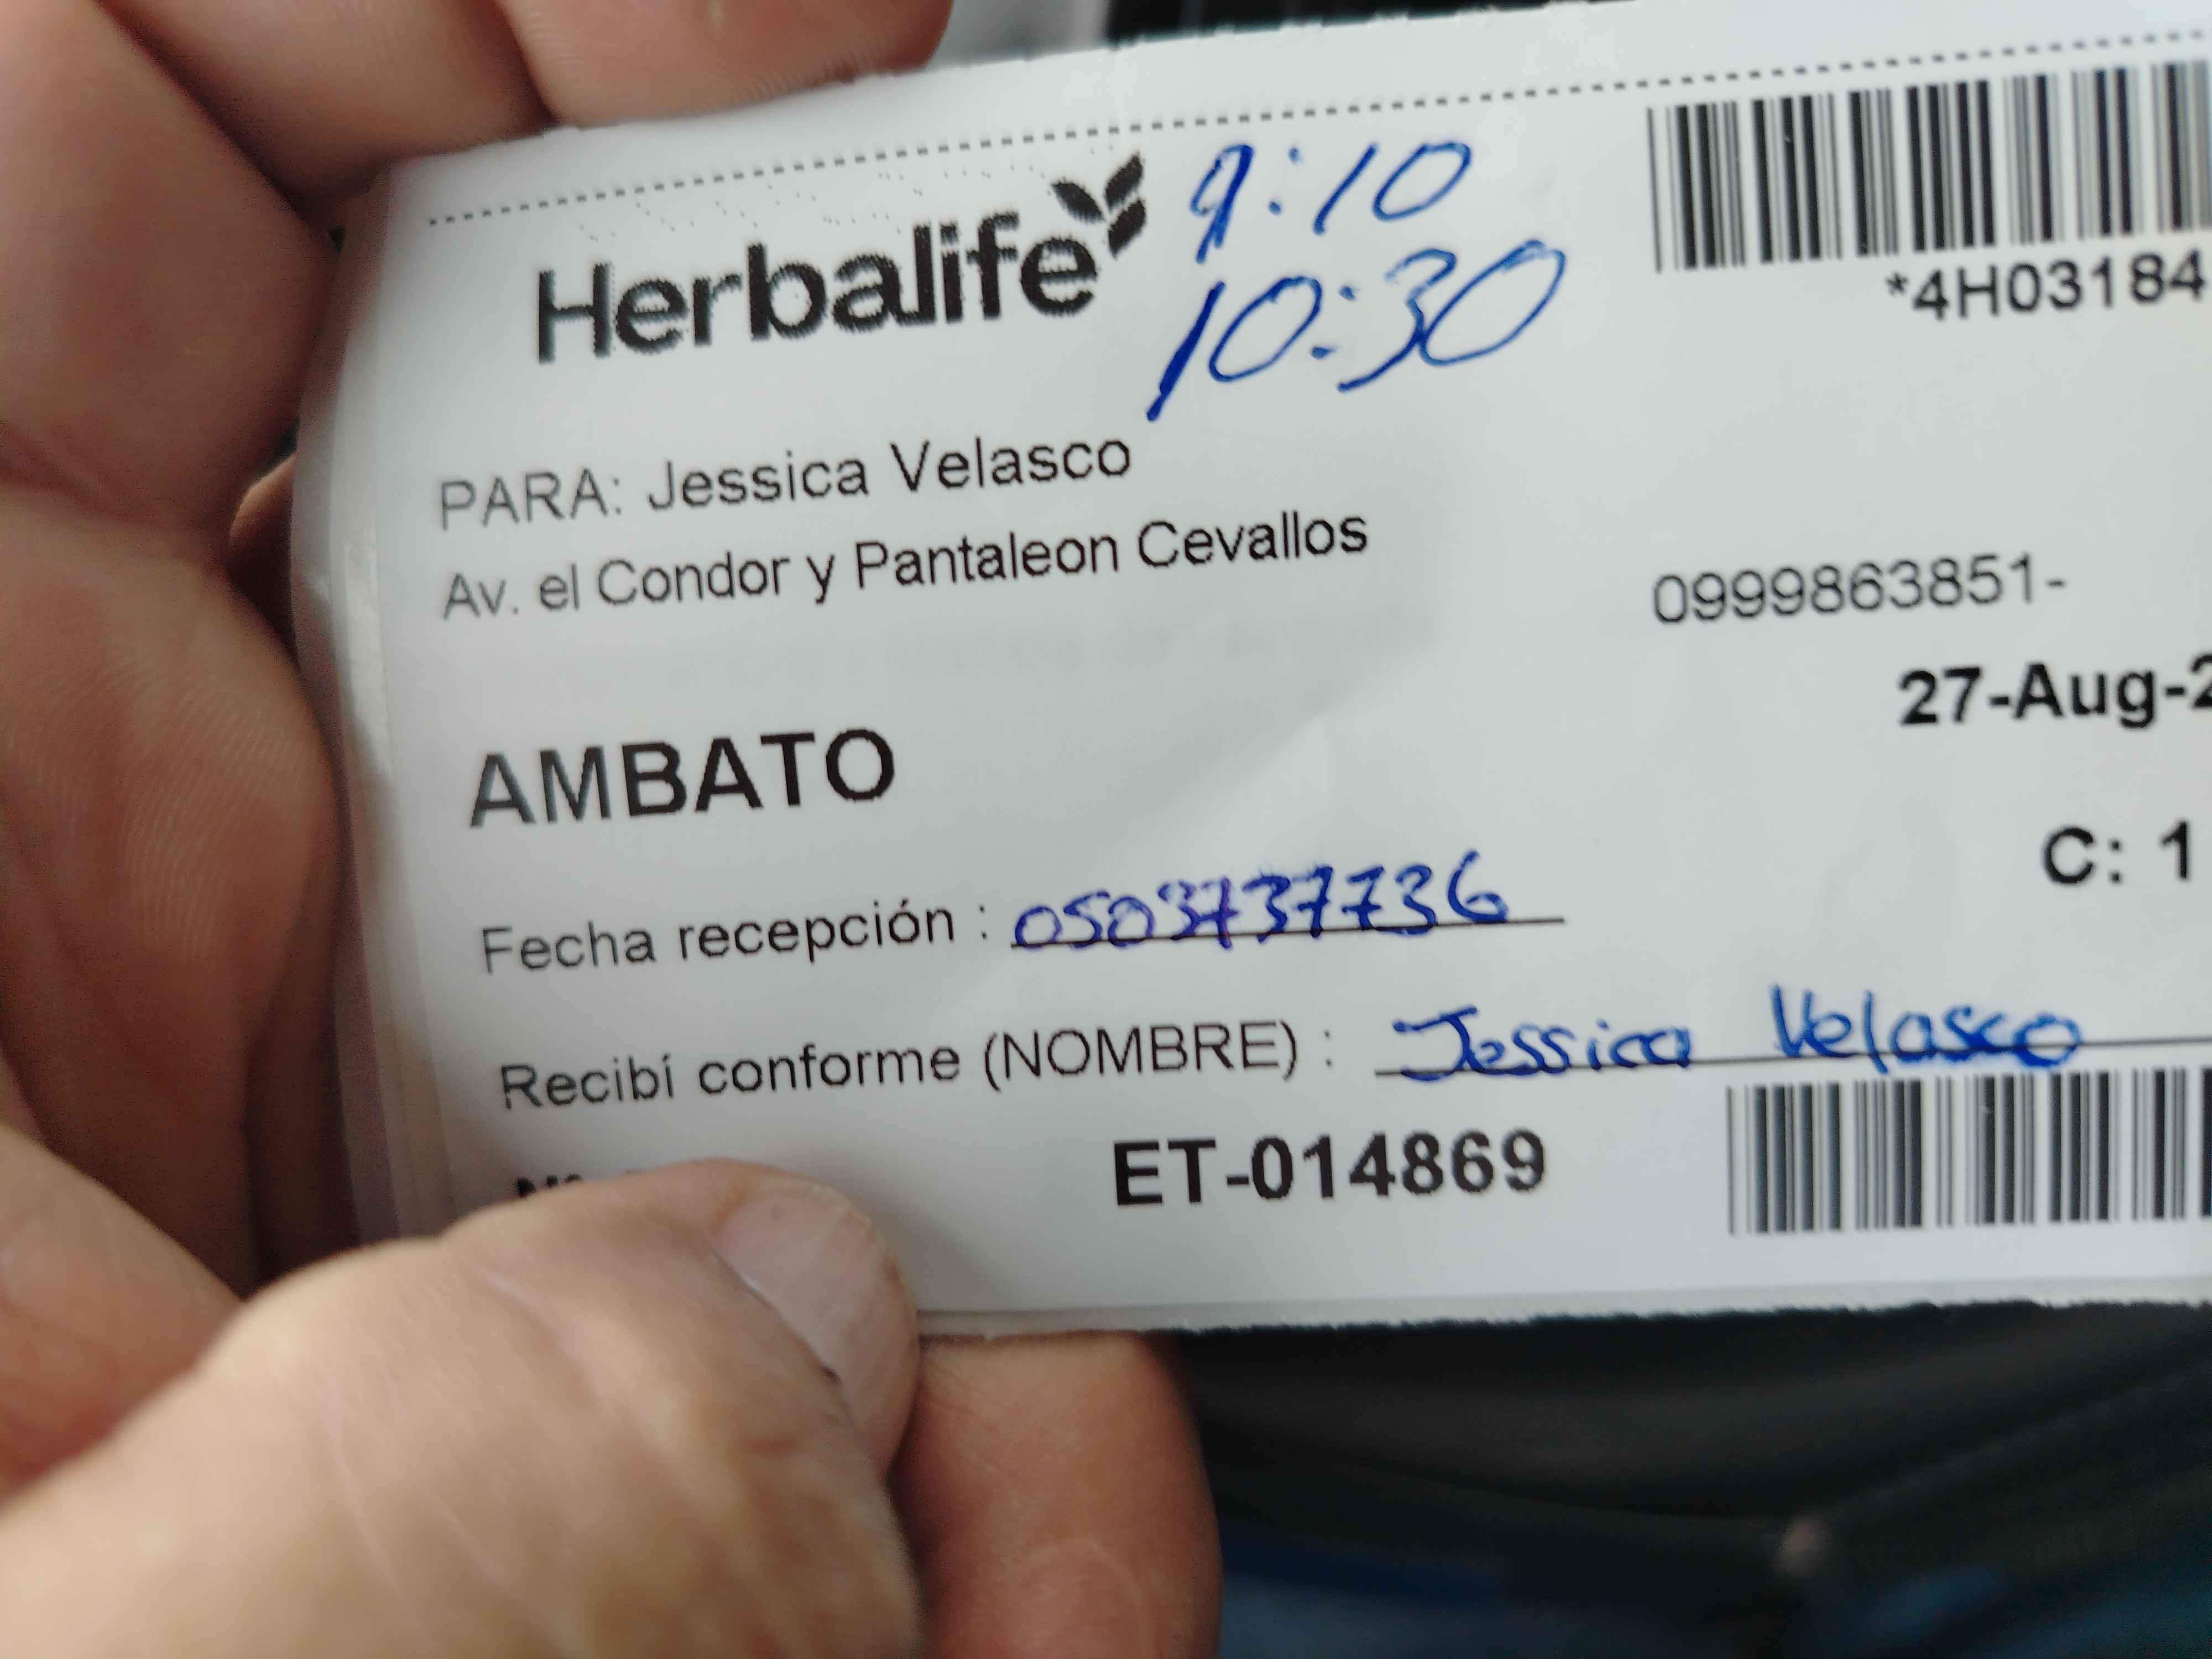 Herbalife
9:10
10:30
*4H03184
PARA: Jessica Velasco
Av. el Condor y Pantaleon Cevallos
0999863851-
27-Aug-2
AMBATO
C: 1
Fecha recepción : 0503737736
Recibí conforme (NOMBRE) : Jessica Velasco
ET-014869